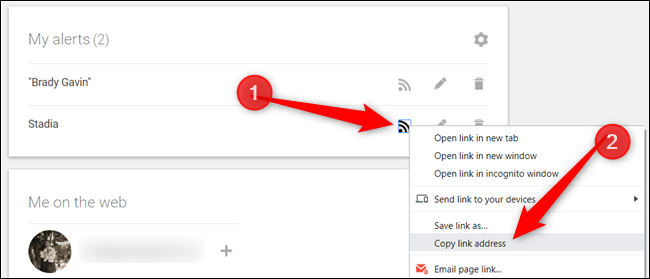 My alerts (2)
"Brady Gavin"
1
Stadia
Open link in new tab
2
Open link in new window
Open link in incognito window
Me on the web
Send link to your devices
Save link as...
Copy link address
Email page link...